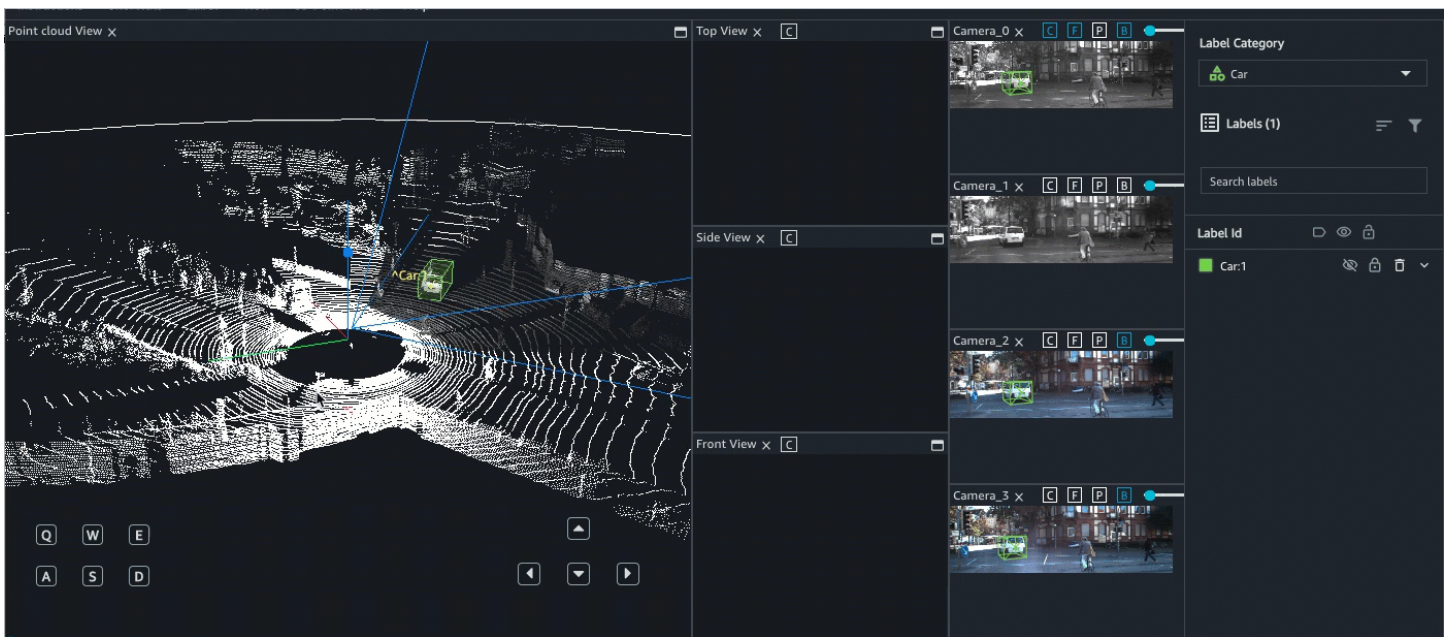 Point cloud View x
^Car:1
Q W E
A S D
Top View x C
Side View x C
Front View x C
Camera_0 x C F P B
Camera_1 x C F P B
Camera_2 x C F P B
Camera_3 x C F P B
Label Category
Car
Labels (1)
Search labels
Label Id
Car:1